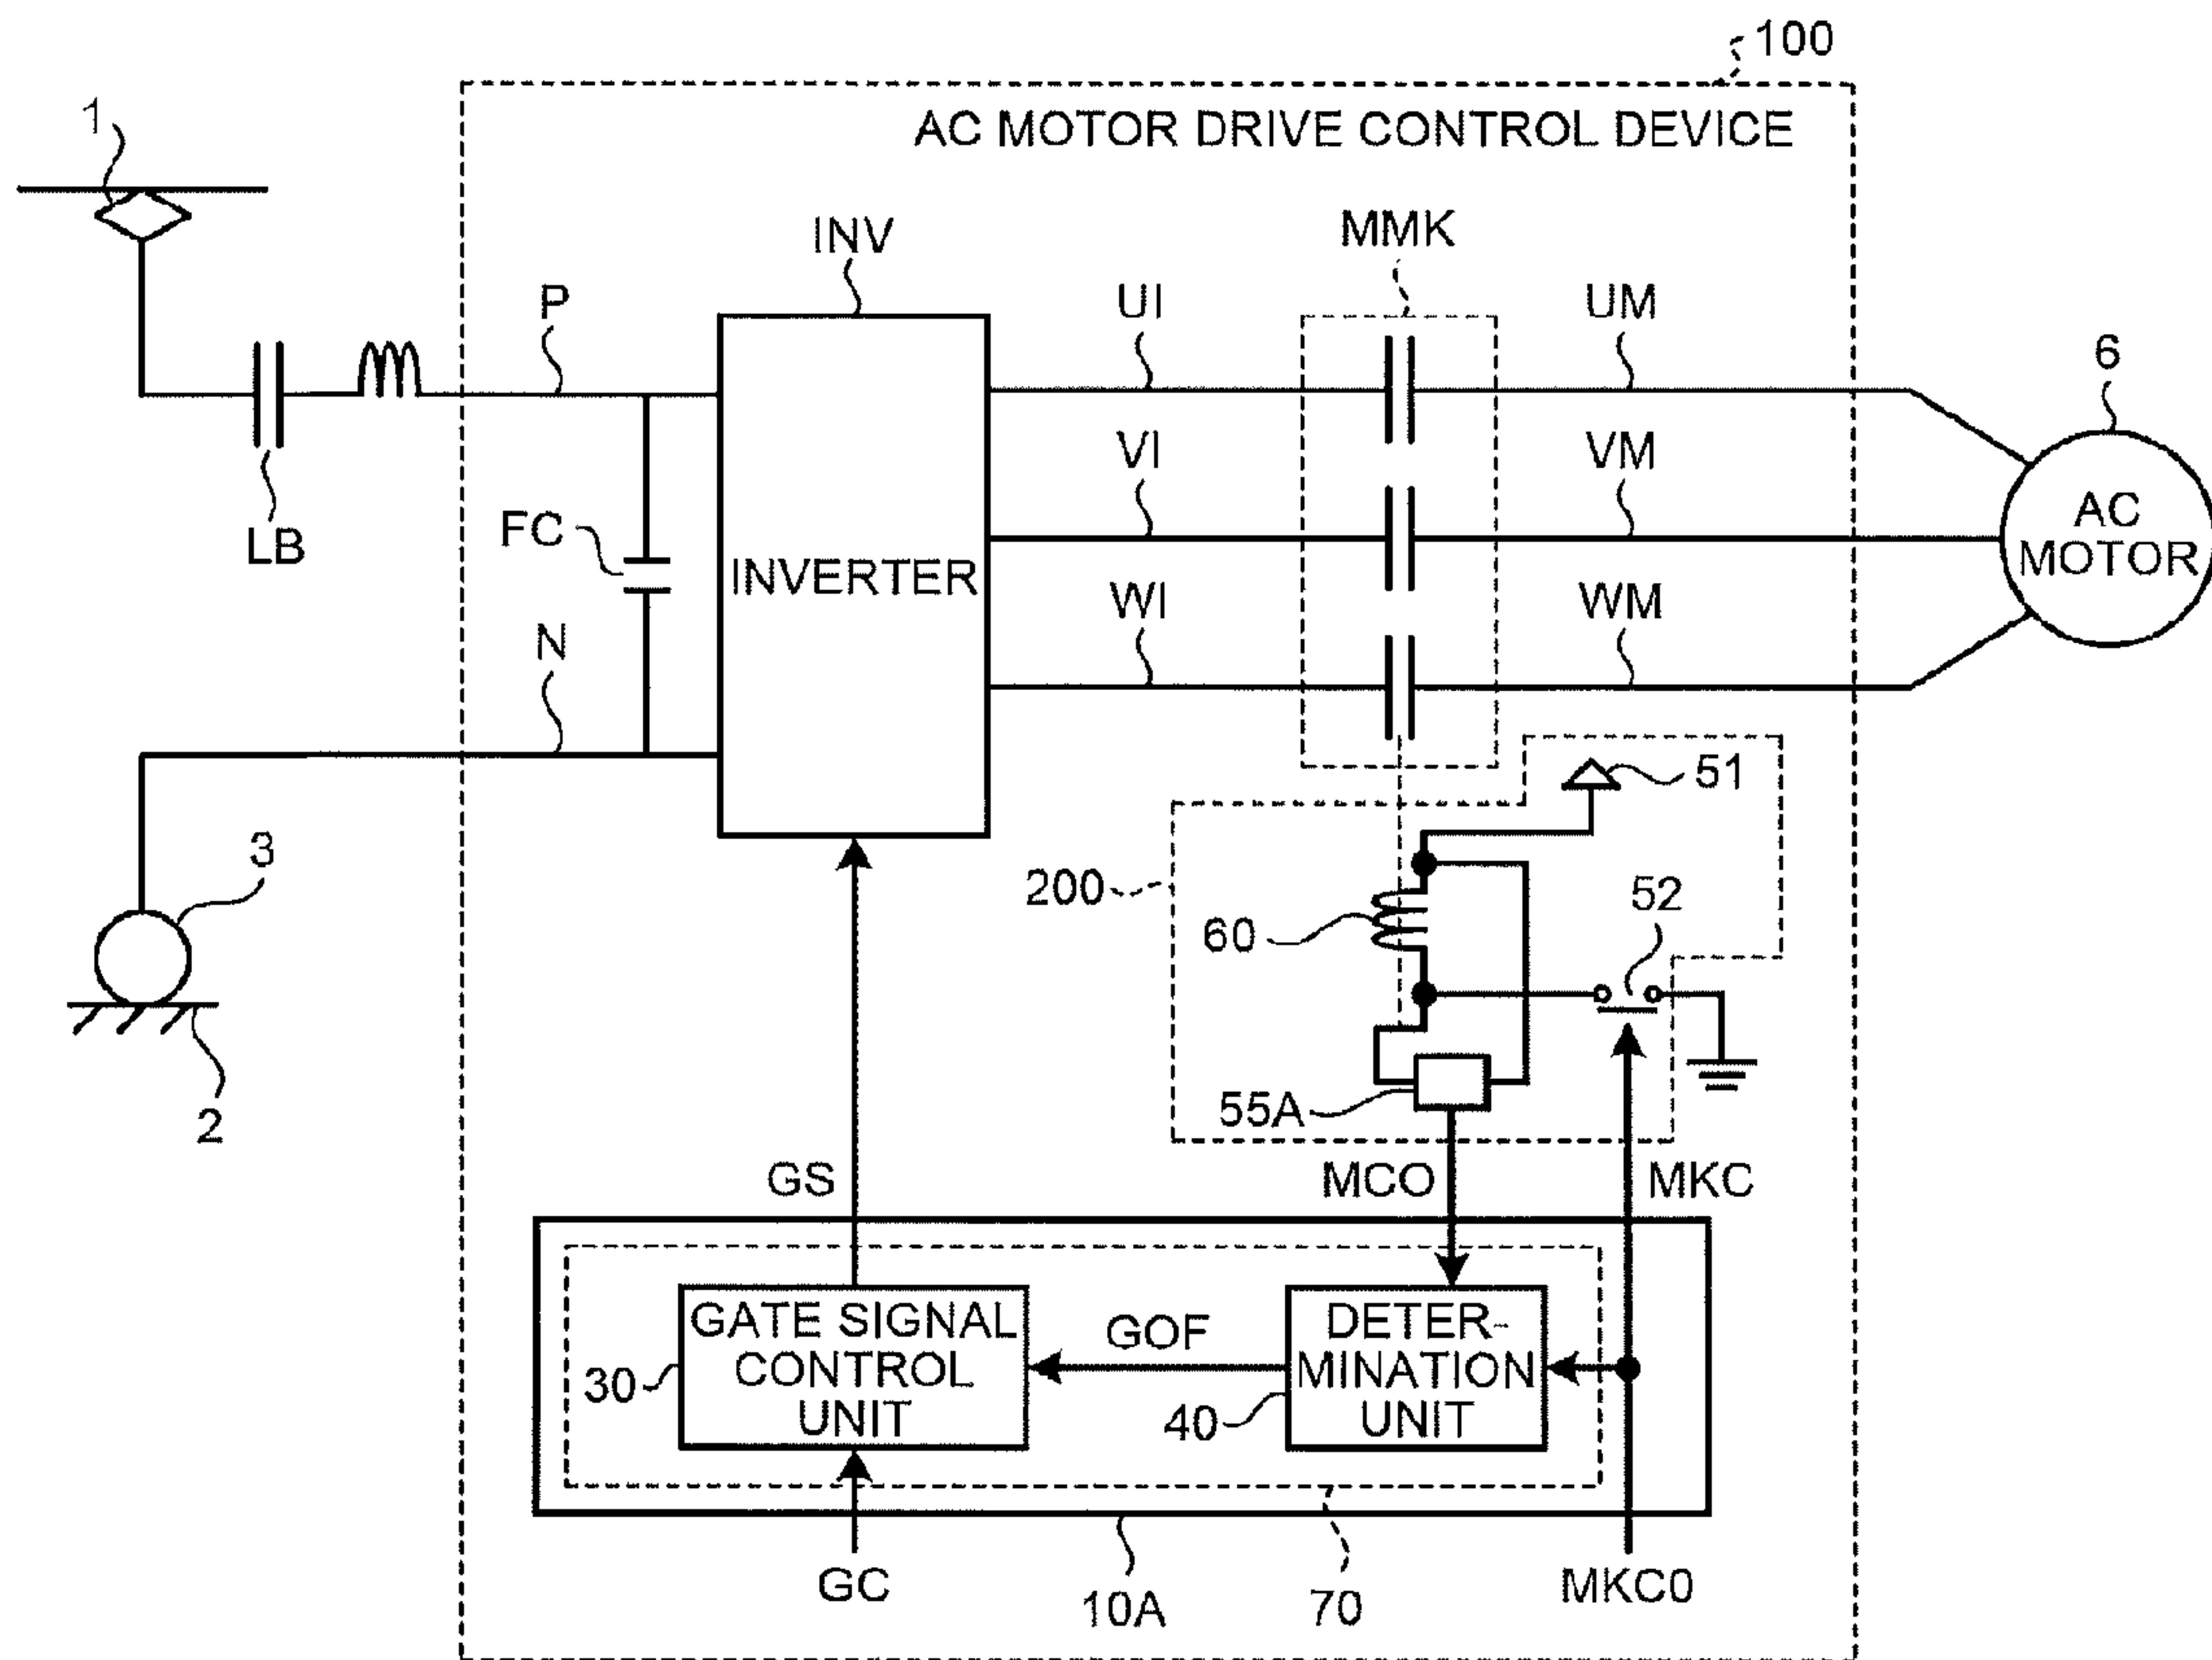 100
1
AC MOTOR DRIVE CONTROL DEVICE
INV
MMK
P
UI
UM
6
LB
FC
VI
VM
AC
MOTOR
INVERTER
N
WI
WM
51
3
200
52
60
2
55A
GS
MCO
MKC
GATE SIGNAL
CONTROL
UNIT
30
GOF
DETER-
MINATION
UNIT
40
GC
10A
70
MKC0